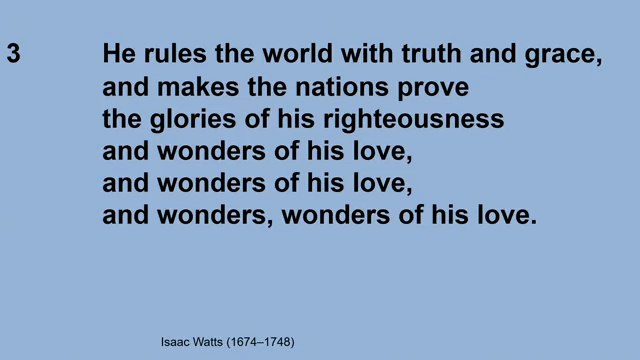 3 He rules the world with truth and grace,
and makes the nations prove
the glories of his righteousness
and wonders of his love,
and wonders of his love,
and wonders, wonders of his love.
Isaac Watts (1674–1748)